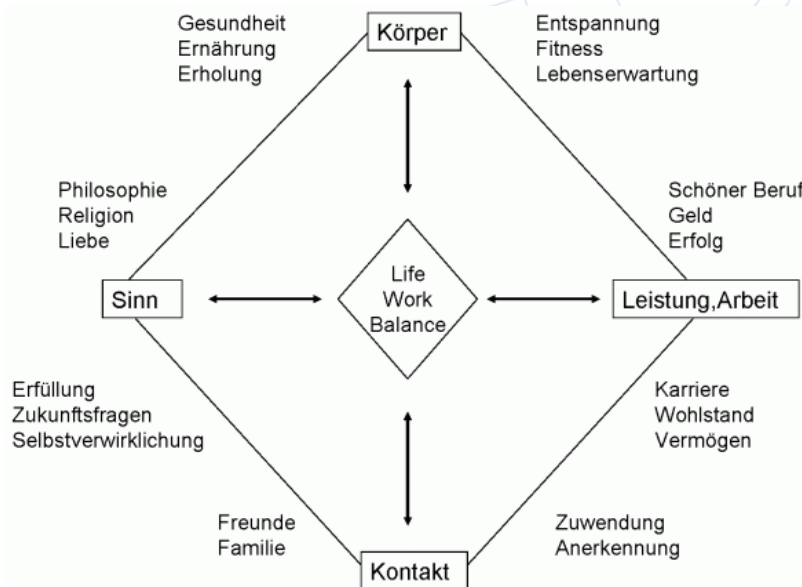 Gesundheit
Ernährung
Erholung
Körper
Entspannung
Fitness
Lebenserwartung
Philosophie
Religion
Liebe
Schöner Beruf
Geld
Erfolg
Sinn
Life
Work
Balance
Leistung,Arbeit
Erfüllung
Zukunftsfragen
Selbstverwirklichung
Karriere
Wohlstand
Vermögen
Freunde
Familie
Zuwendung
Anerkennung
Kontakt